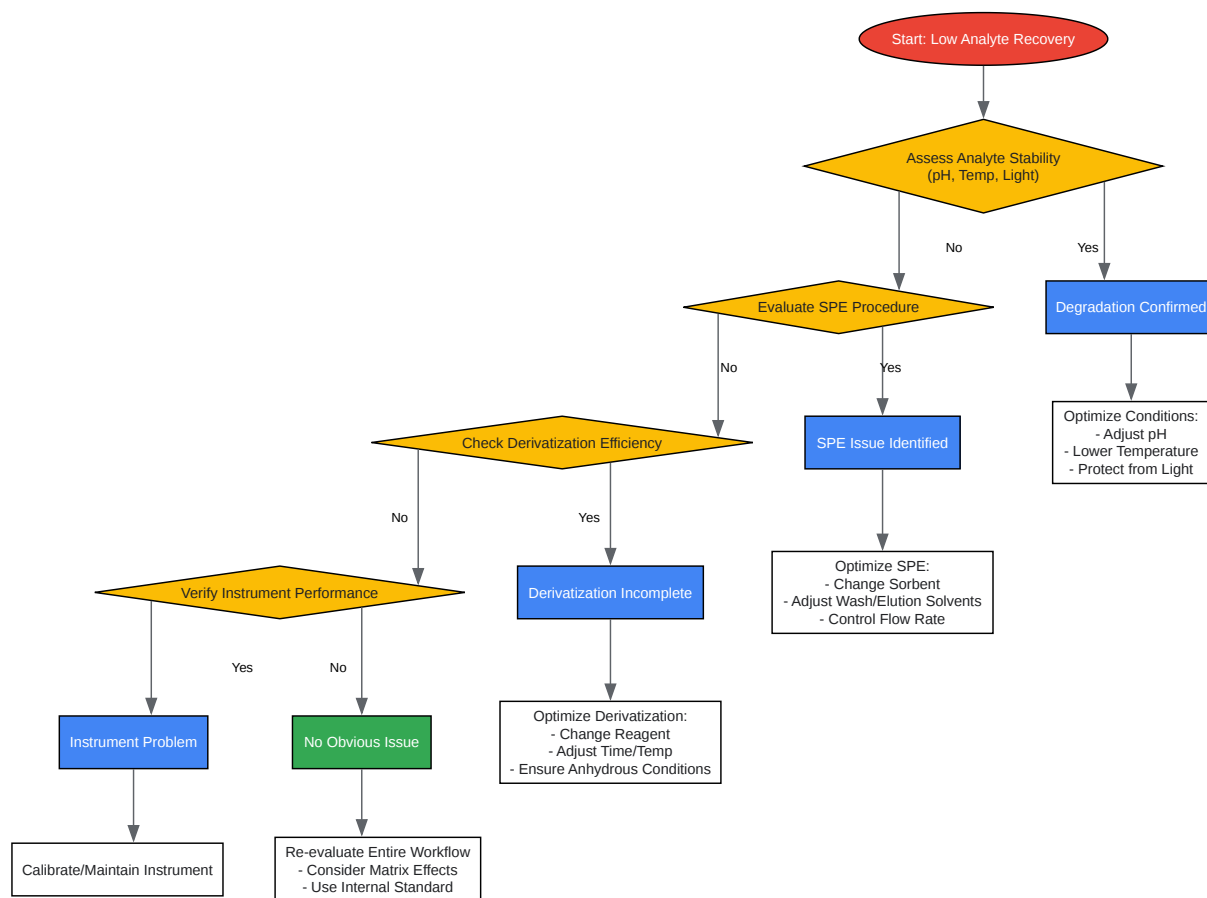 Start: Low Analyte Recovery
Assess Analyte Stability
(pH, Temp, Light)
No
Yes
Evaluate SPE Procedure
Degradation Confirmed
No
Yes
Optimize Conditions:
- Adjust pH
- Lower Temperature
- Protect from Light
Check Derivatization Efficiency
SPE Issue Identified
No
Yes
Optimize SPE:
- Change Sorbent
- Adjust Wash/Elution Solvents
- Control Flow Rate
Verify Instrument Performance
Derivatization Incomplete
Yes
No
Optimize Derivatization:
- Change Reagent
- Adjust Time/Temp
- Ensure Anhydrous Conditions
Instrument Problem
No Obvious Issue
Calibrate/Maintain Instrument
Re-evaluate Entire Workflow
- Consider Matrix Effects
- Use Internal Standard